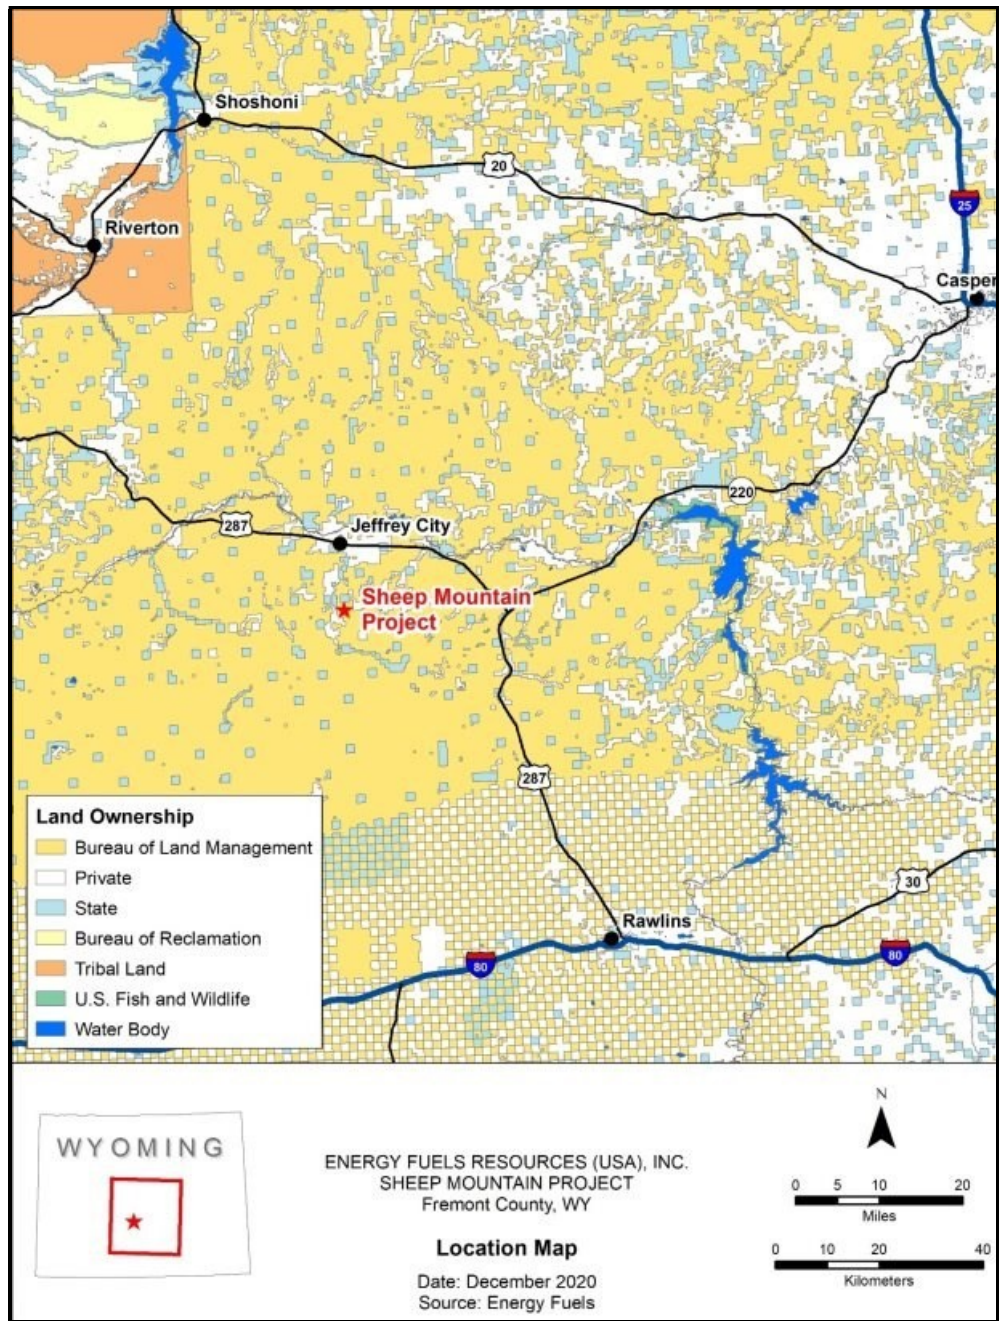 Shoshoni
20
25
Riverton
Casper
220
287
Jeffrey City
Sheep Mountain
Project
287
Land Ownership
Bureau of Land Management
Private
State
Bureau of Reclamation
Tribal Land
U.S. Fish and Wildlife
Water Body
30
Rawlins
80
80
WYOMING
ENERGY FUELS RESOURCES (USA), INC.
SHEEP MOUNTAIN PROJECT
Fremont County, WY
Location Map
Date: December 2020
Source: Energy Fuels
N
0 5 10 20
Miles
0 10 20 40
Kilometers